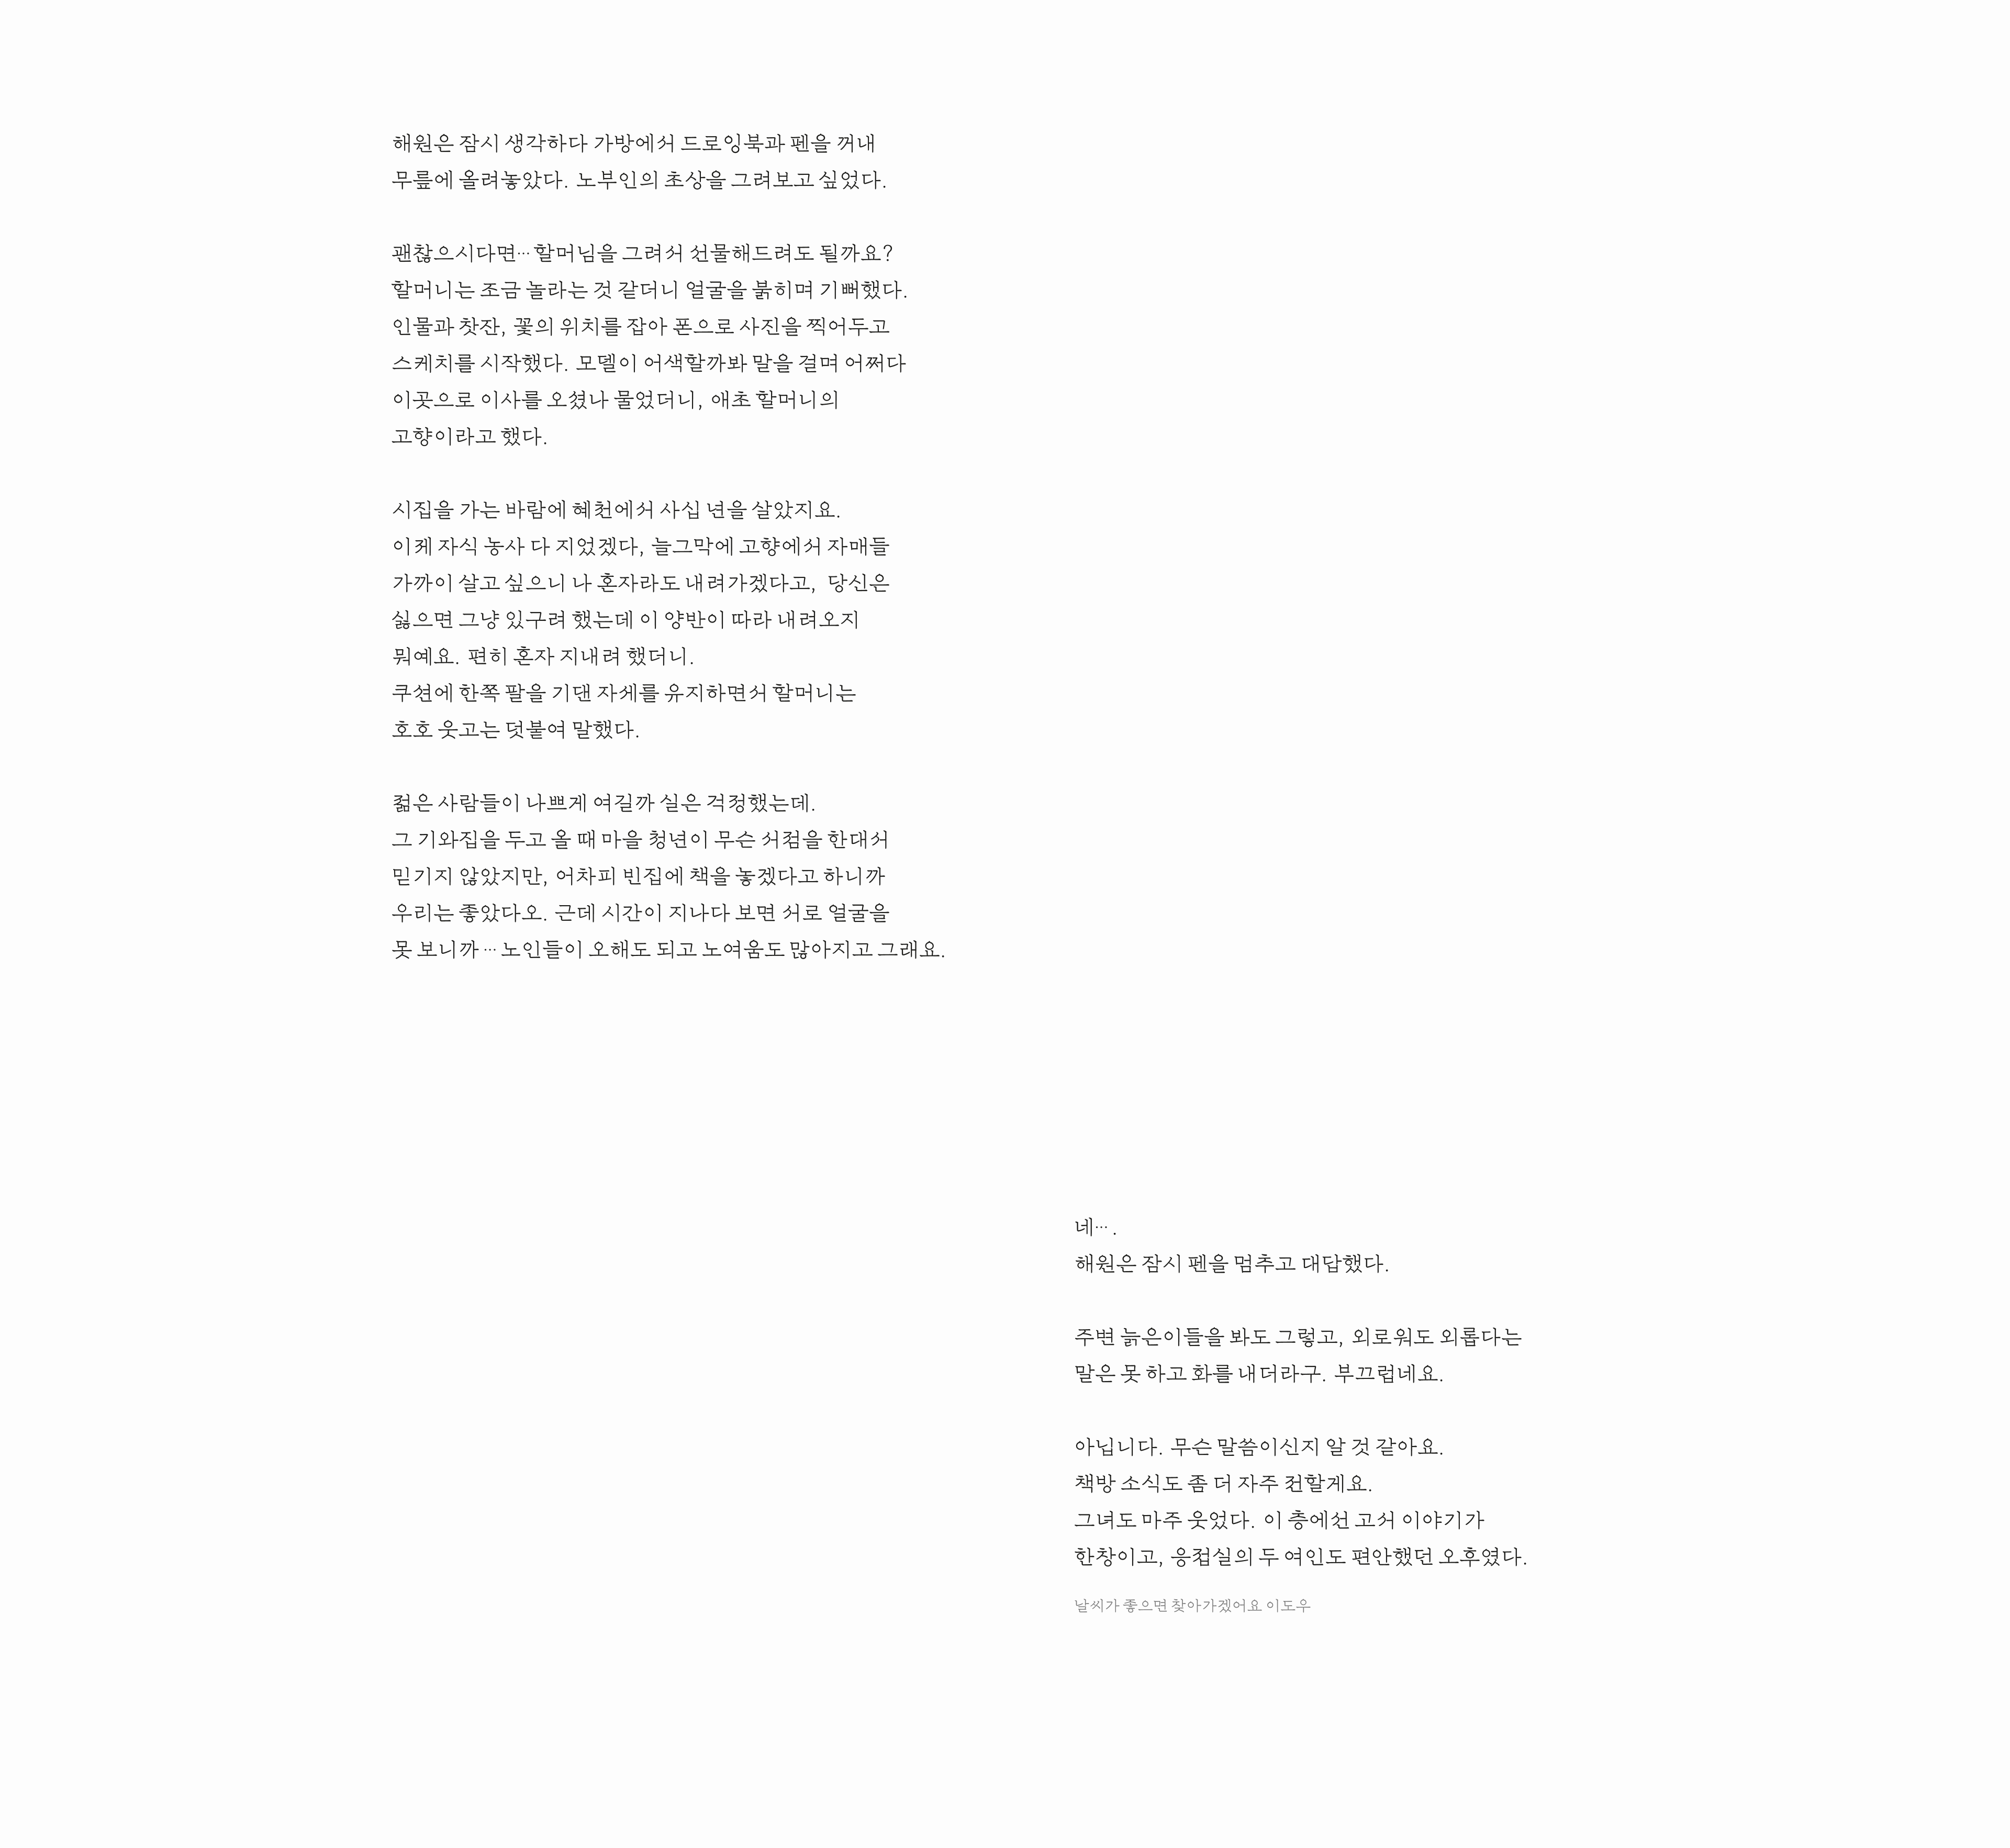 해원은 잠시 생각하다 가방에서 드로잉북과 펜을 꺼내
무릎에 올려놓았다. 노부인의 초상을 그려보고 싶었다.
괜찮으시다면… 할머님을 그려서 선물해드려도 될까요?
할머니는 조금 놀라는 것 같더니 얼굴을 붉히며 기뻐했다.
인물과 찻잔, 꽃의 위치를 잡아 폰으로 사진을 찍어두고
스케치를 시작했다. 모델이 어색할까봐 말을 걸며 어쩌다
이곳으로 이사를 오셨나 물었더니, 애초 할머니의
고향이라고 했다.
시집을 가는 바람에 혜천에서 사십 년을 살았지요.
이제 자식 농사 다 지었겠다, 늘그막에 고향에서 자매들
가까이 살고 싶으니 나 혼자라도 내려가겠다고, 당신은
싫으면 그냥 있구려 했는데 이 양반이 따라 내려오지
뭐예요. 편히 혼자 지내려 했더니.
쿠션에 한쪽 팔을 기댄 자세를 유지하면서 할머니는
호호 웃고는 덧붙여 말했다.
젊은 사람들이 나쁘게 여길까 실은 걱정했는데.
그 기와집을 두고 올 때 마을 청년이 무슨 서점을 한대서
믿기지 않았지만, 어차피 빈집에 책을 놓겠다고 하니까
우리는 좋았다오. 근데 시간이 지나다 보면 서로 얼굴을
못 보니까 … 노인들이 오해도 되고 노여움도 많아지고 그래요.
네… .
해원은 잠시 펜을 멈추고 대답했다.
주변 늙은이들을 봐도 그렇고, 외로워도 외롭다는
말은 못 하고 화를 내더라구. 부끄럽네요.
아닙니다. 무슨 말씀이신지 알 것 같아요.
책방 소식도 좀 더 자주 전할게요.
그녀도 마주 웃었다. 이 층에선 고서 이야기가
한창이고, 응접실의 두 여인도 편안했던 오후였다.
날씨가 좋으면 찾아가겠어요 이도우